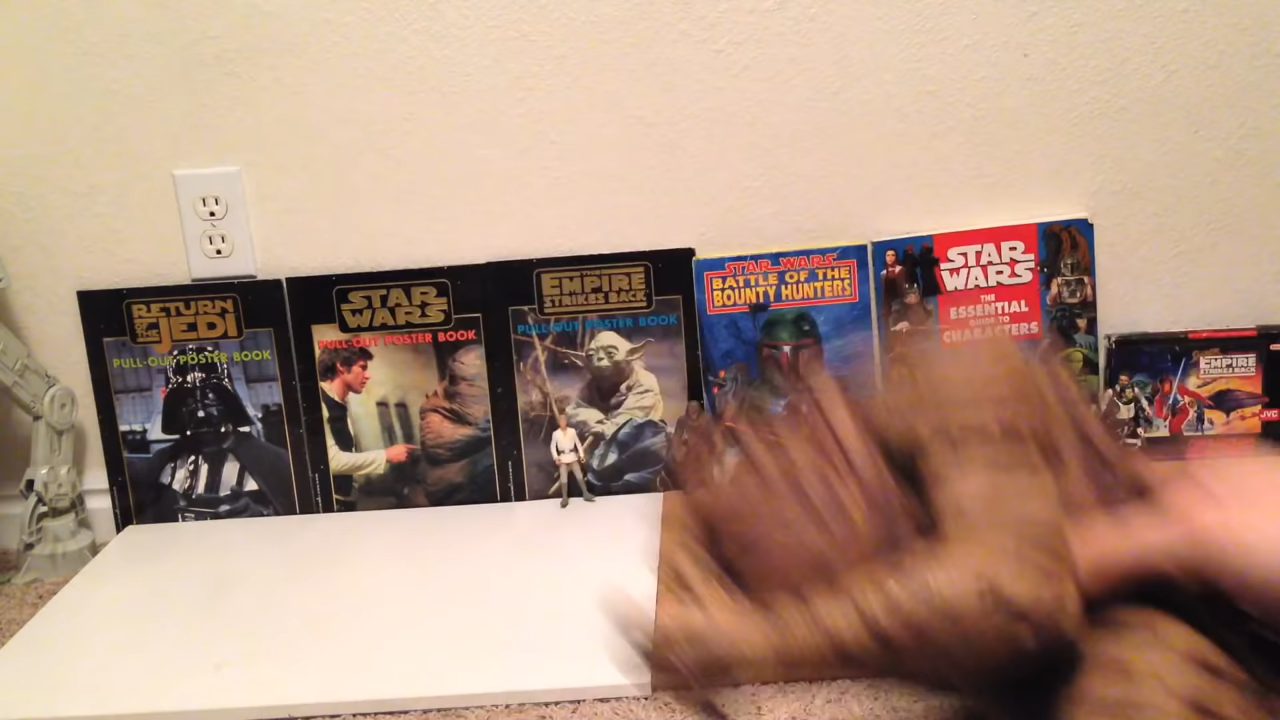 RETURN
OF THE
JEDI
PULL-OUT POSTER BOOK
STAR
WARS
PULL-OUT POSTER BOOK
THE
EMPIRE
STRIKES BACK
PULL-OUT POSTER BOOK
STAR WARS
BATTLE OF THE
BOUNTY HUNTERS
STAR
WARS
THE
ESSENTIAL
GUIDE TO
CHARACTERS
EMPIRE
STRIKES BACK
JVC